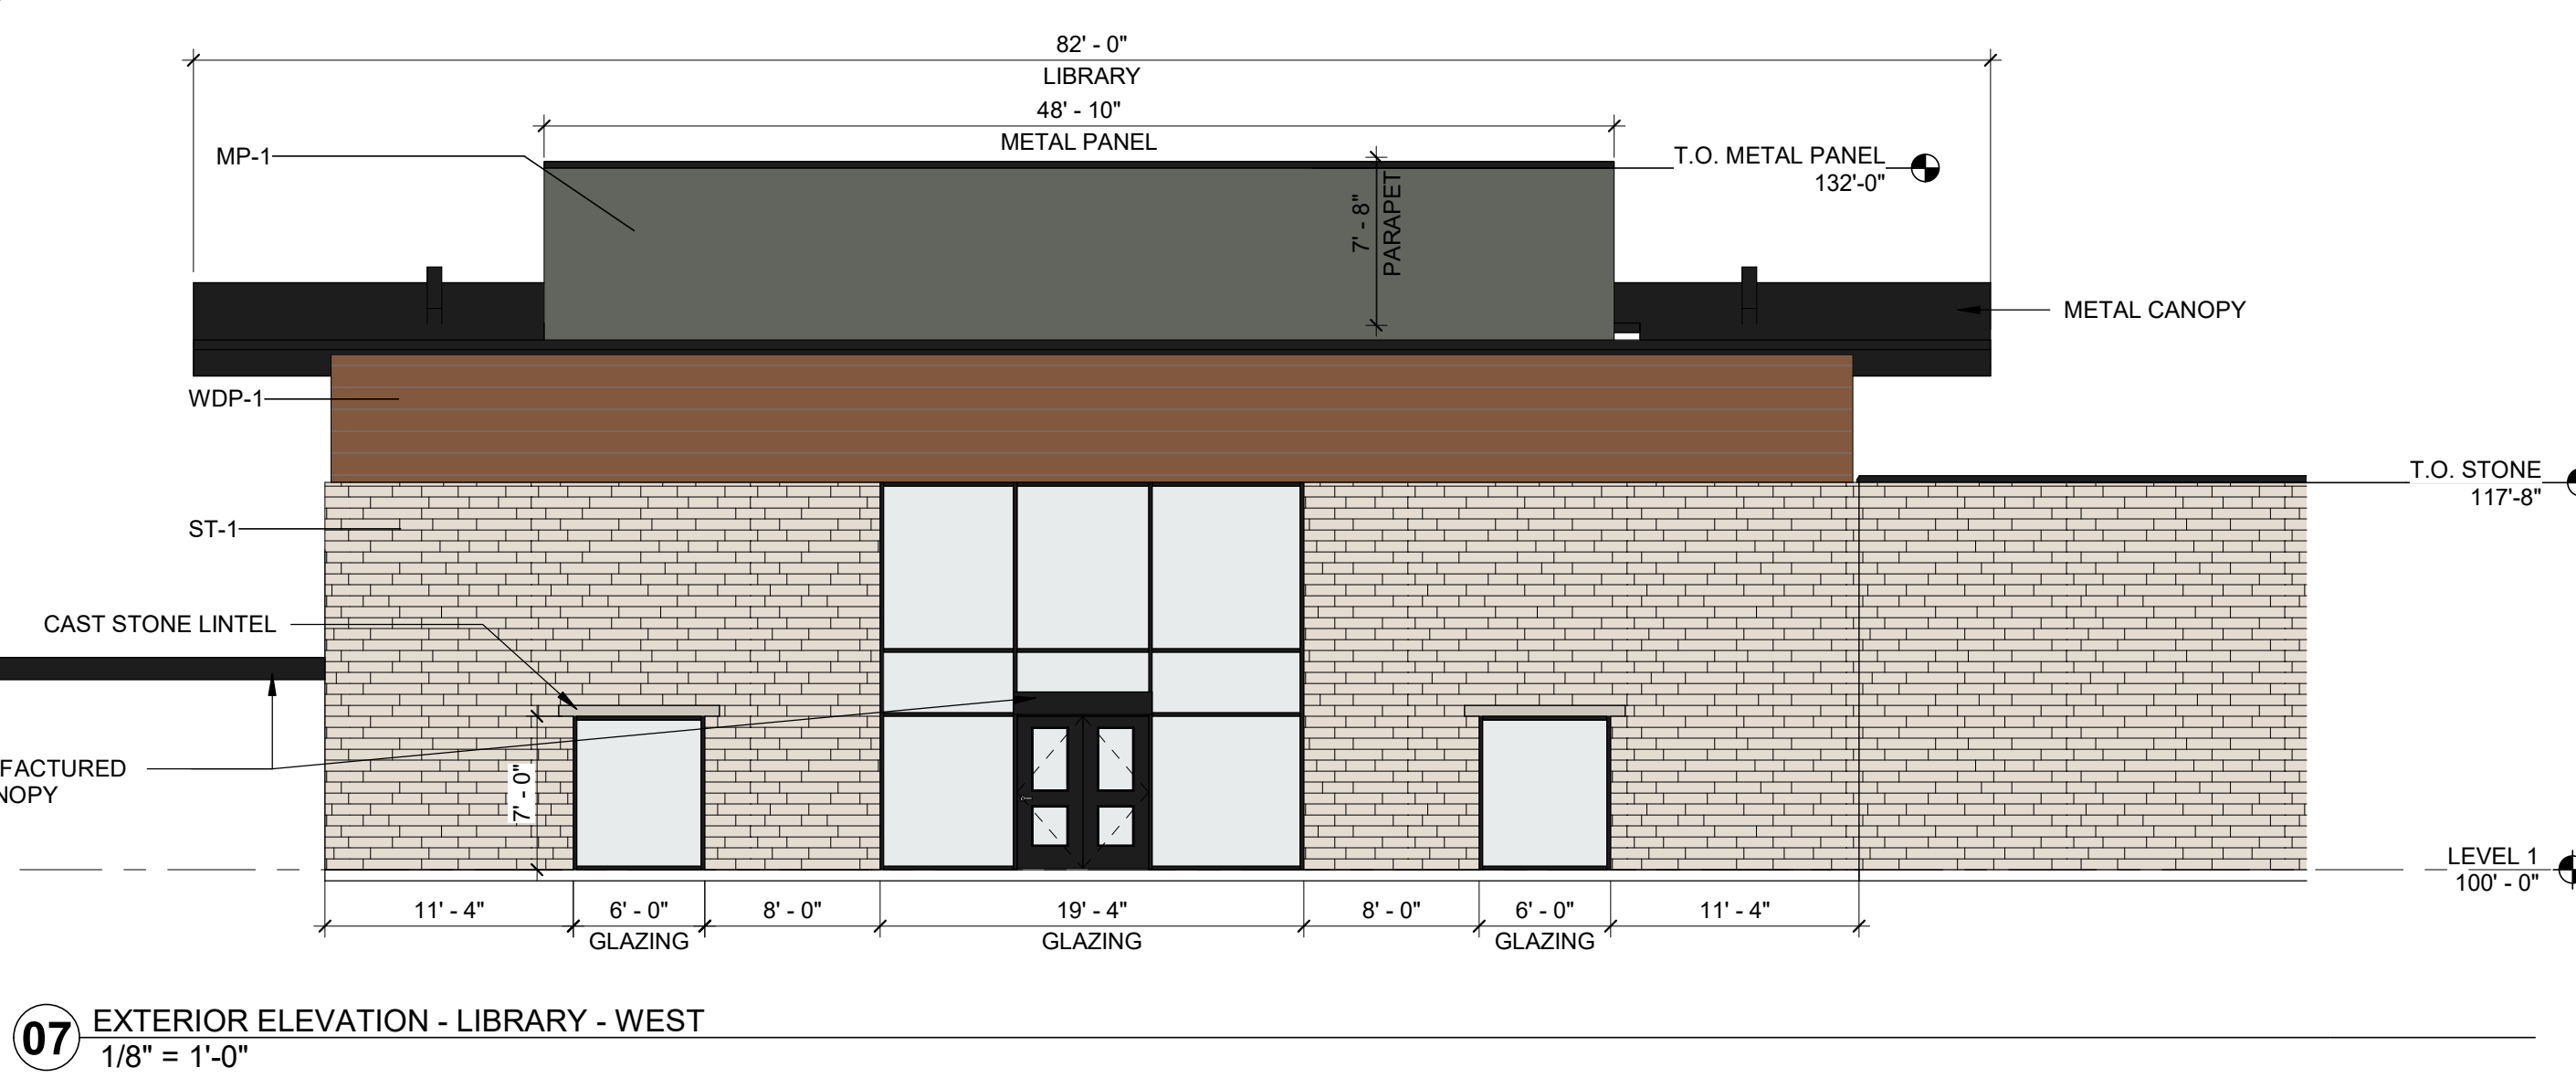 82' - 0"
LIBRARY
48' - 10"
METAL PANEL
MP-1
T.O. METAL PANEL
132'-0"
7' - 8"
PARAPET
METAL CANOPY
WDP-1
T.O. STONE
117'-8"
ST-1
CAST STONE LINTEL
FACTURED
NOPY
7' - 0"
LEVEL 1
100' - 0"
11' - 4"
6' - 0"
8' - 0"
19' - 4"
8' - 0"
6' - 0"
11' - 4"
GLAZING
GLAZING
GLAZING
07
EXTERIOR ELEVATION - LIBRARY - WEST
1/8" = 1'-0"